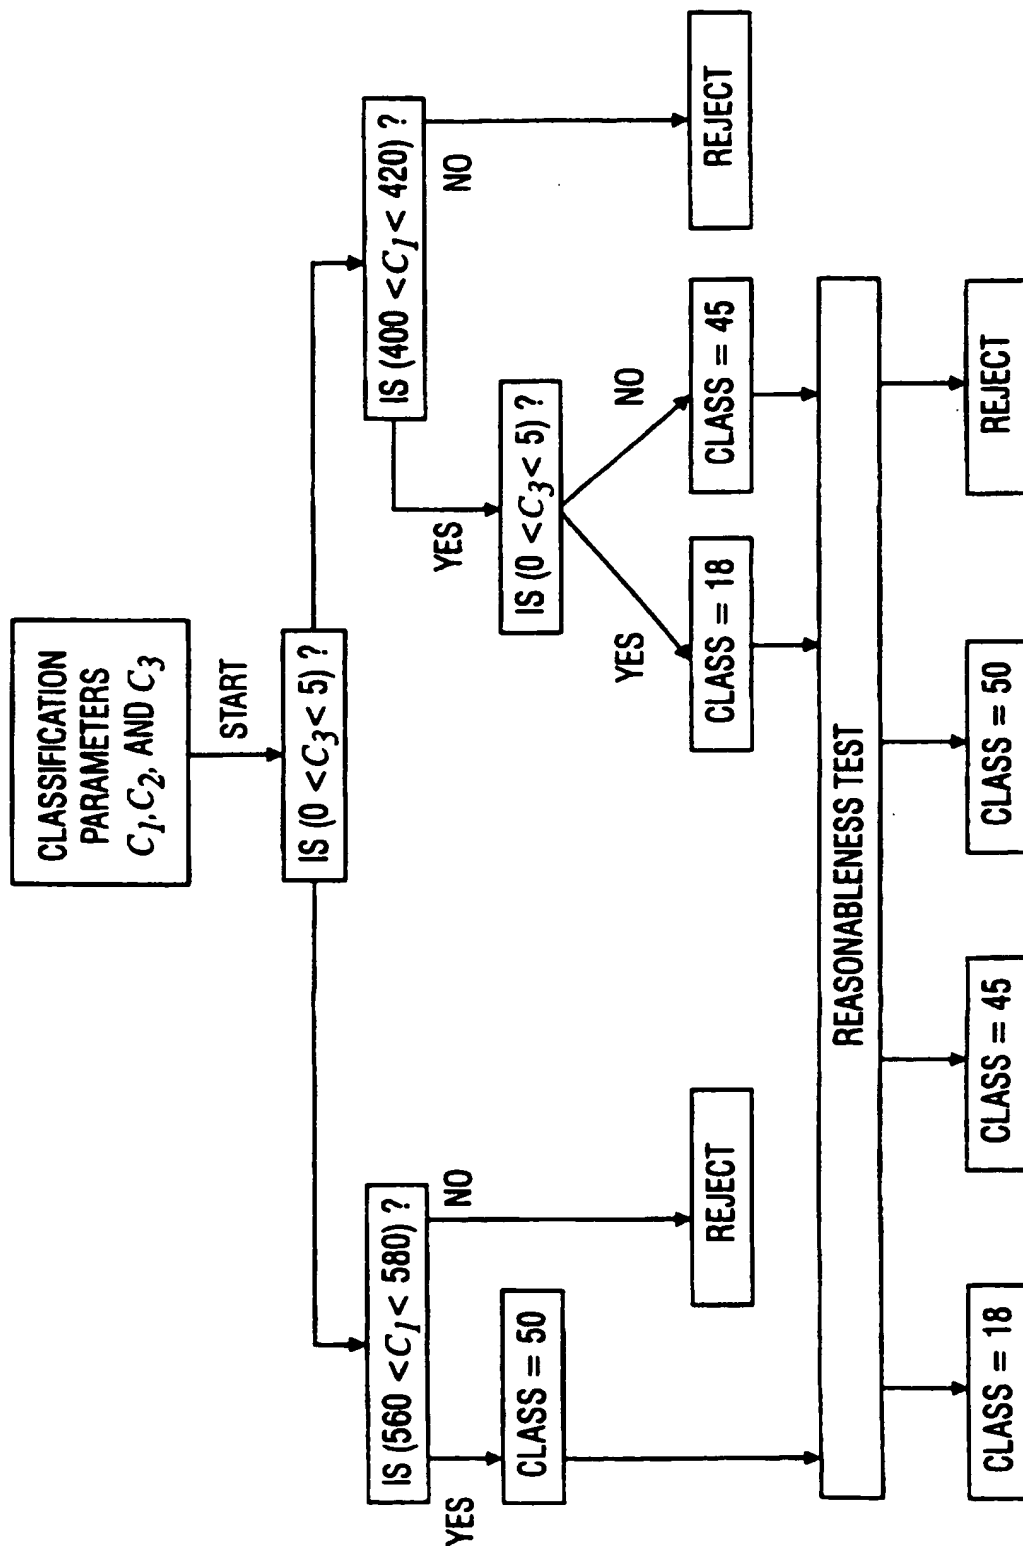 CLASSIFICATION
PARAMETERS
C1, C2, AND C3
START
IS (0 < C3 < 5) ?
IS (560 < C1 < 580) ?
IS (400 < C1 < 420) ?
YES
NO
YES
NO
CLASS = 50
IS (0 < C3 < 5) ?
YES
NO
REJECT
CLASS = 18
CLASS = 45
REJECT
REASONABLENESS TEST
CLASS = 18
CLASS = 45
CLASS = 50
REJECT